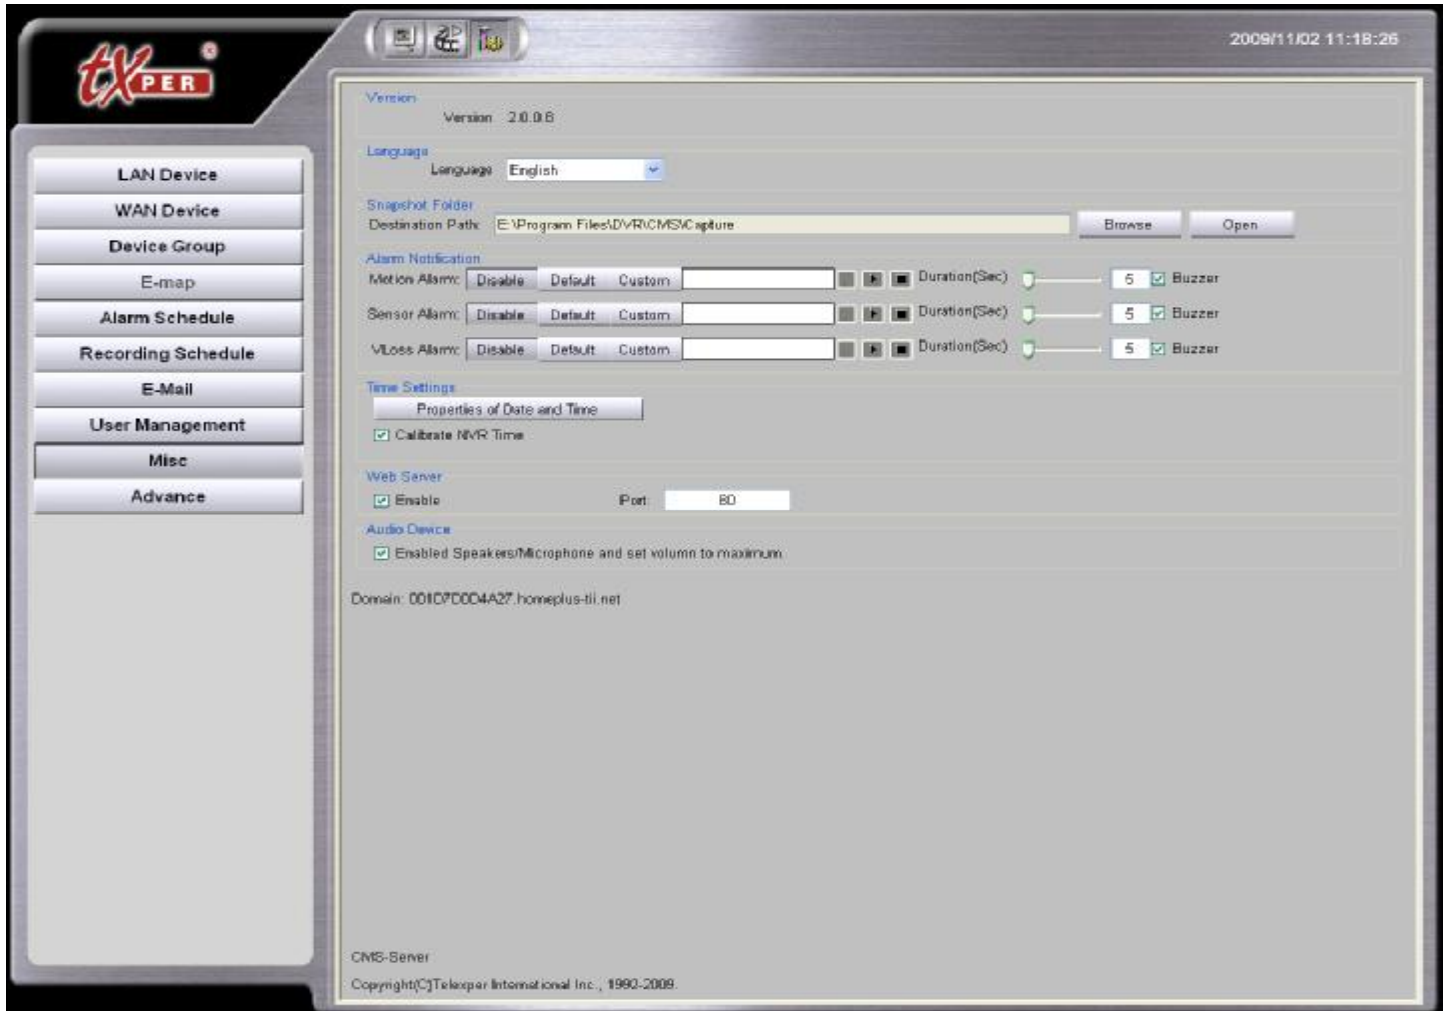 tXPER ®
2009/11/02 11:18:26
LAN Device
WAN Device
Device Group
E-map
Alarm Schedule
Recording Schedule
E-Mail
User Management
Misc
Advance
Version
Version 2.0.0.6
Language
Language English
Snapshot Folder
Destination Path: E:\Program Files\DVR\CMS\Capture Browse Open
Alarm Notification
Motion Alarm: Disable Default Custom Duration(Sec) 5 Buzzer
Sensor Alarm: Disable Default Custom Duration(Sec) 5 Buzzer
VLoss Alarm: Disable Default Custom Duration(Sec) 5 Buzzer
Time Settings
Properties of Date and Time
Calibrate NVR Time
Web Server
Enable Port: 80
Audio Device
Enabled Speakers/Microphone and set volumn to maximum
Domain: .homeplus-tii.net
CMS-Server
Copyright(C)Telexper International Inc., 1990-2009.